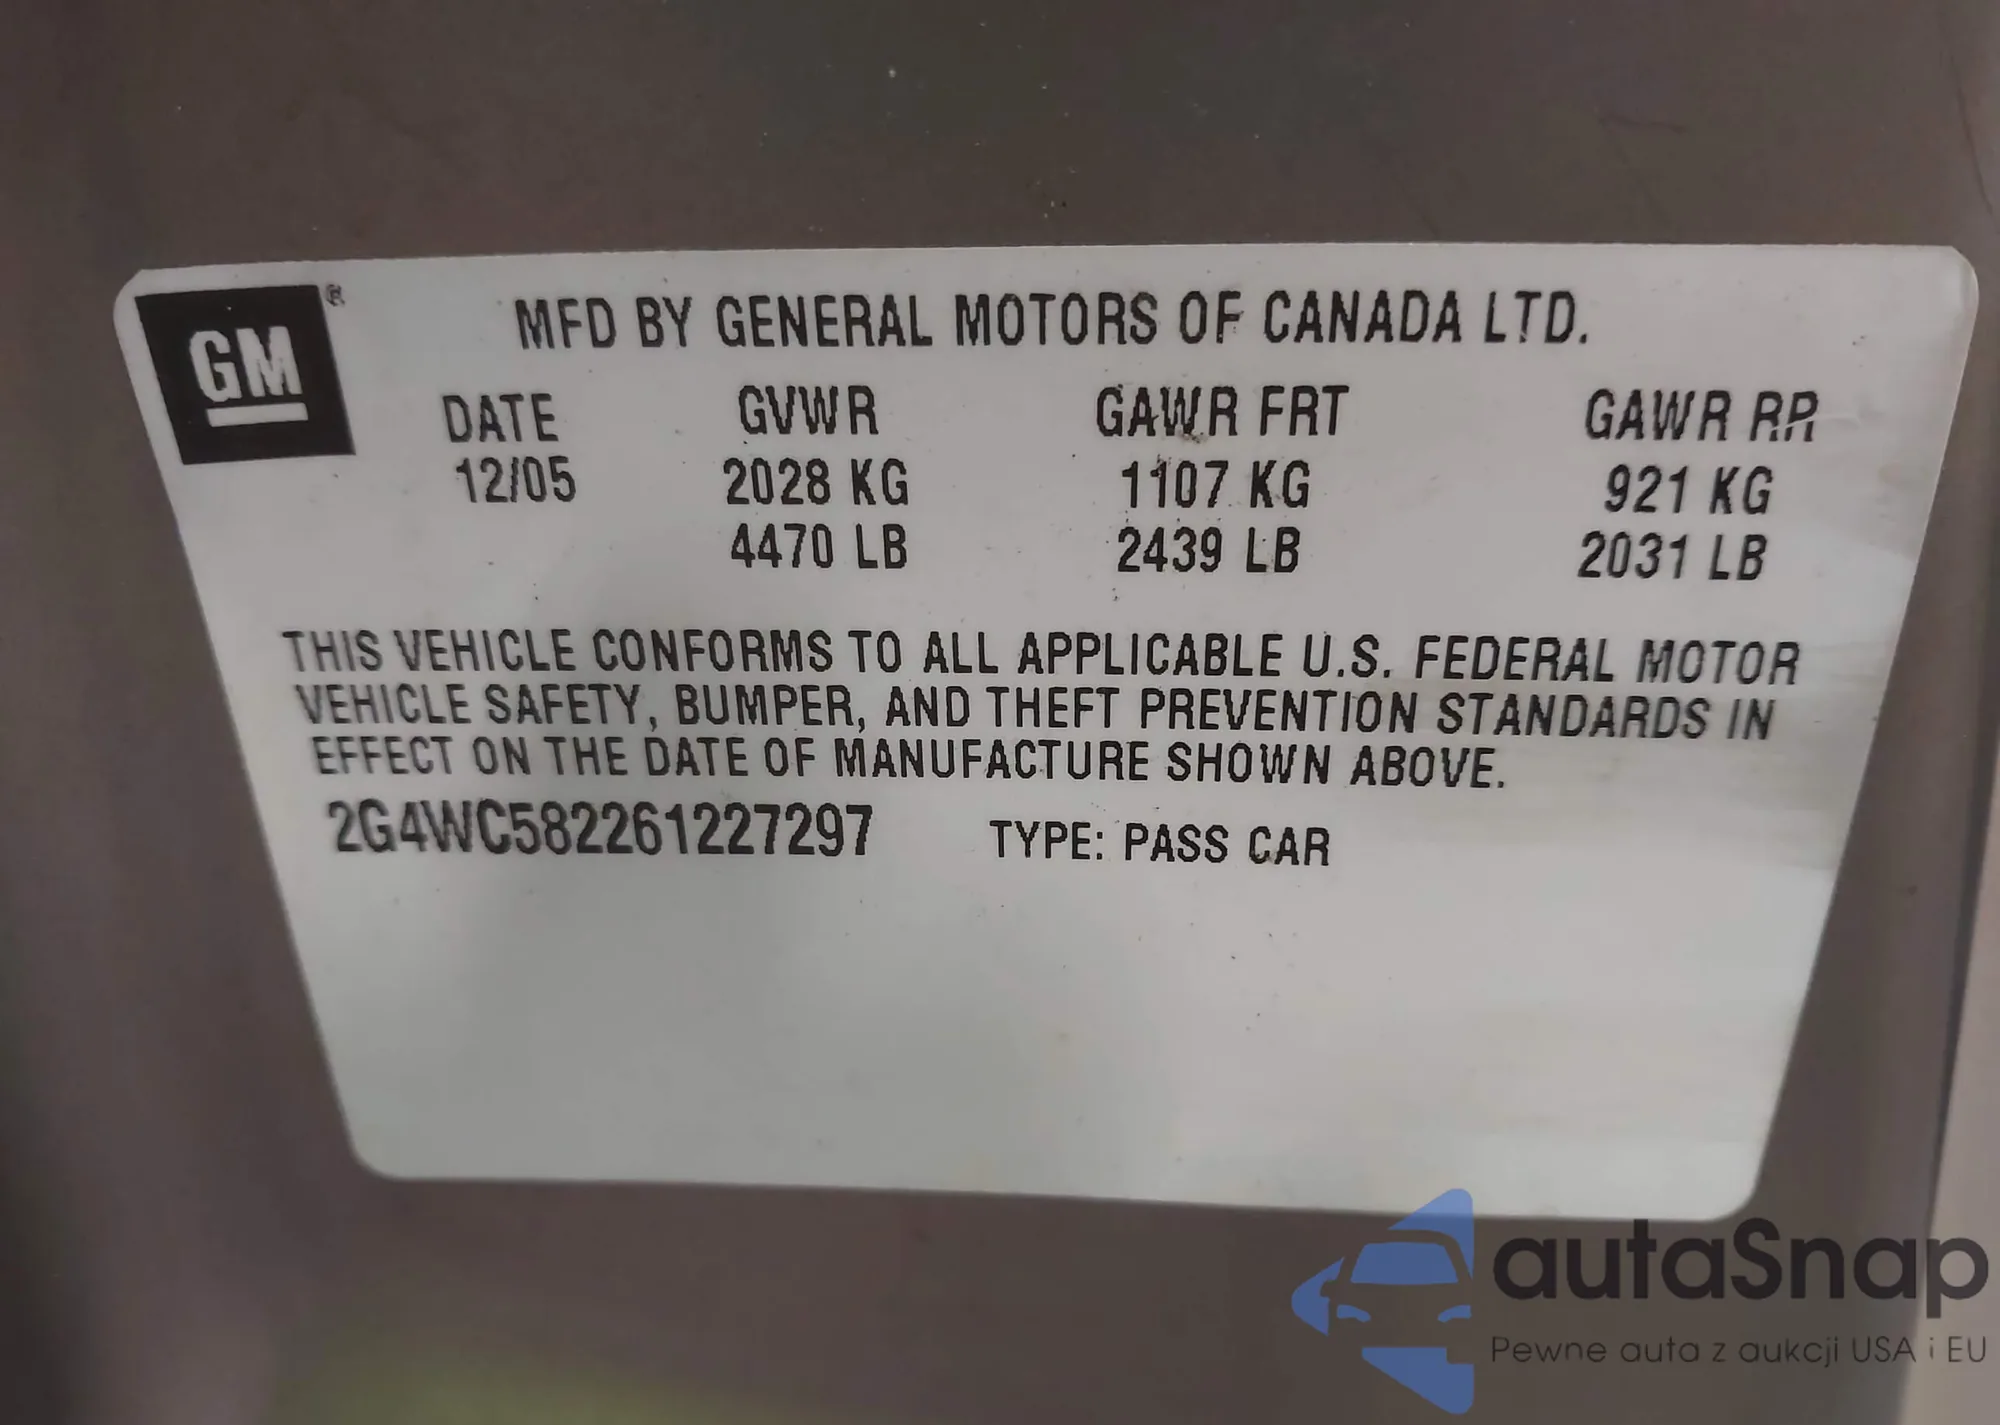 GM ®
MFD BY GENERAL MOTORS OF CANADA LTD.
DATE GVWR GAWR FRT GAWR RR
12/05 2028 KG 1107 KG 921 KG
4470 LB 2439 LB 2031 LB
THIS VEHICLE CONFORMS TO ALL APPLICABLE U.S. FEDERAL MOTOR
VEHICLE SAFETY, BUMPER, AND THEFT PREVENTION STANDARDS IN
EFFECT ON THE DATE OF MANUFACTURE SHOWN ABOVE.
2G4WC582261227297 TYPE: PASS CAR
autaSnap
Pewne auta z aukcji USA i EU